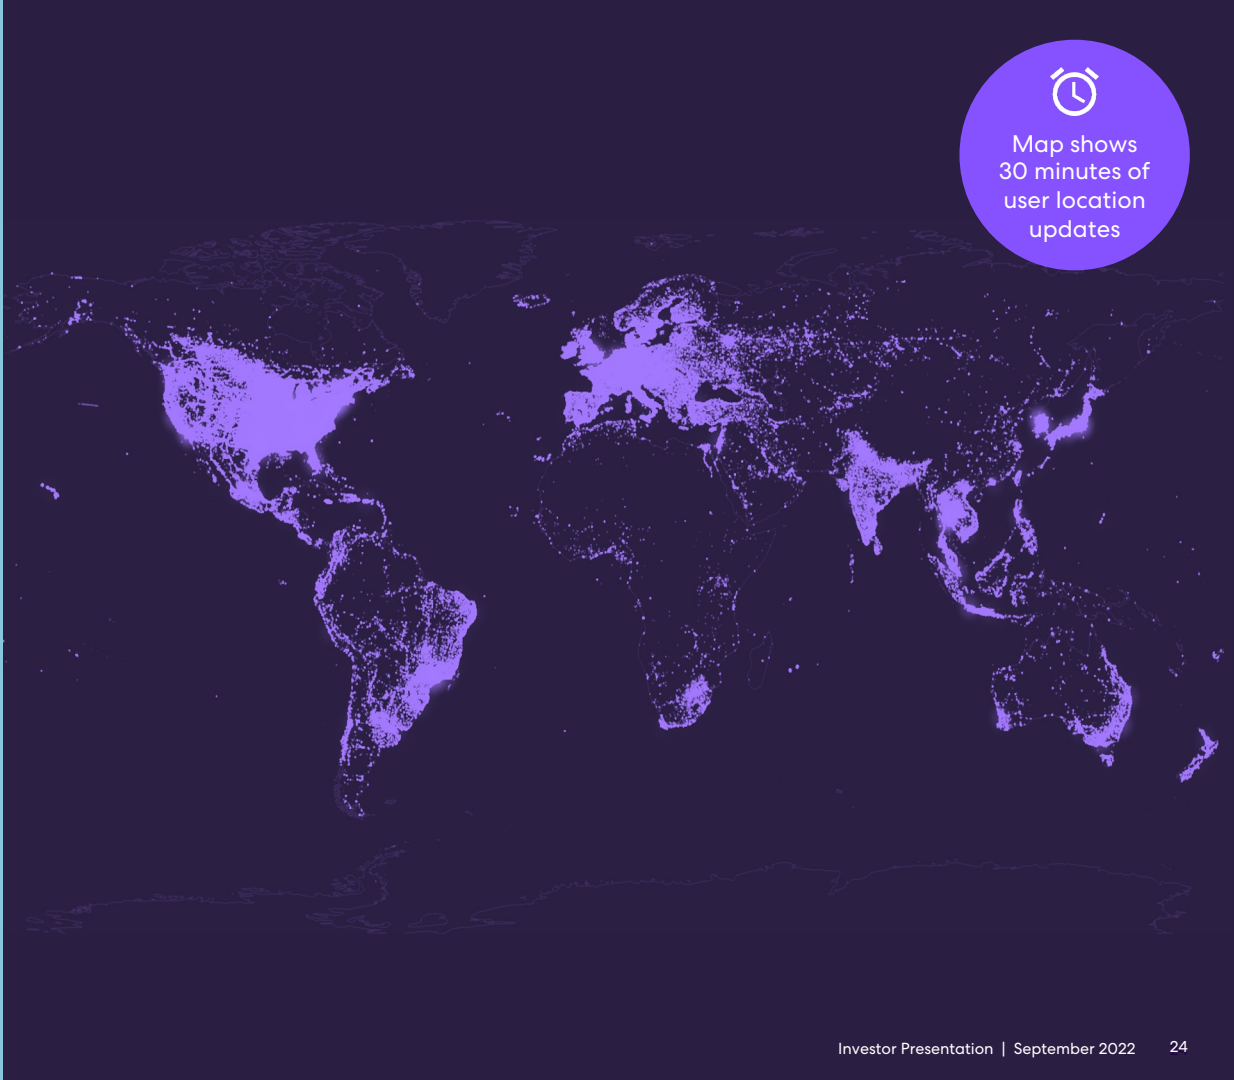 Map shows
30 minutes of
user location
updates
Investor Presentation | September 2022 24